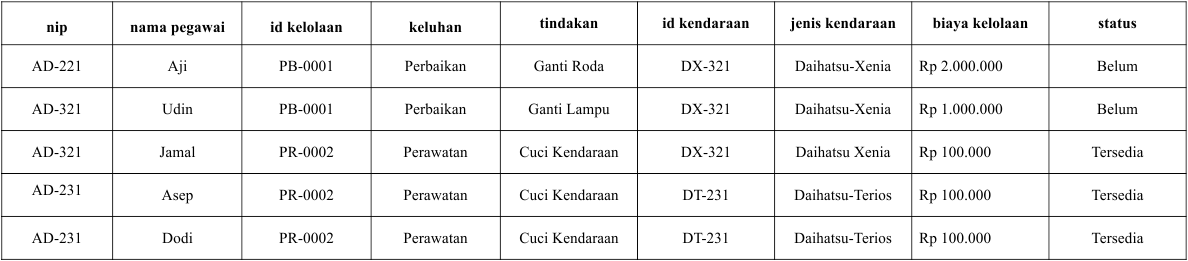 nip nama pegawai id kelolaan keluhan tindakan id kendaraan jenis kendaraan biaya kelolaan status
AD-221 Aji PB-0001 Perbaikan Ganti Roda DX-321 Daihatsu-Xenia Rp 2.000.000 Belum
AD-321 Udin PB-0001 Perbaikan Ganti Lampu DX-321 Daihatsu-Xenia Rp 1.000.000 Belum
AD-321 Jamal PR-0002 Perawatan Cuci Kendaraan DX-321 Daihatsu Xenia Rp 100.000 Tersedia
AD-231 Asep PR-0002 Perawatan Cuci Kendaraan DT-231 Daihatsu-Terios Rp 100.000 Tersedia
AD-231 Dodi PR-0002 Perawatan Cuci Kendaraan DT-231 Daihatsu-Terios Rp 100.000 Tersedia